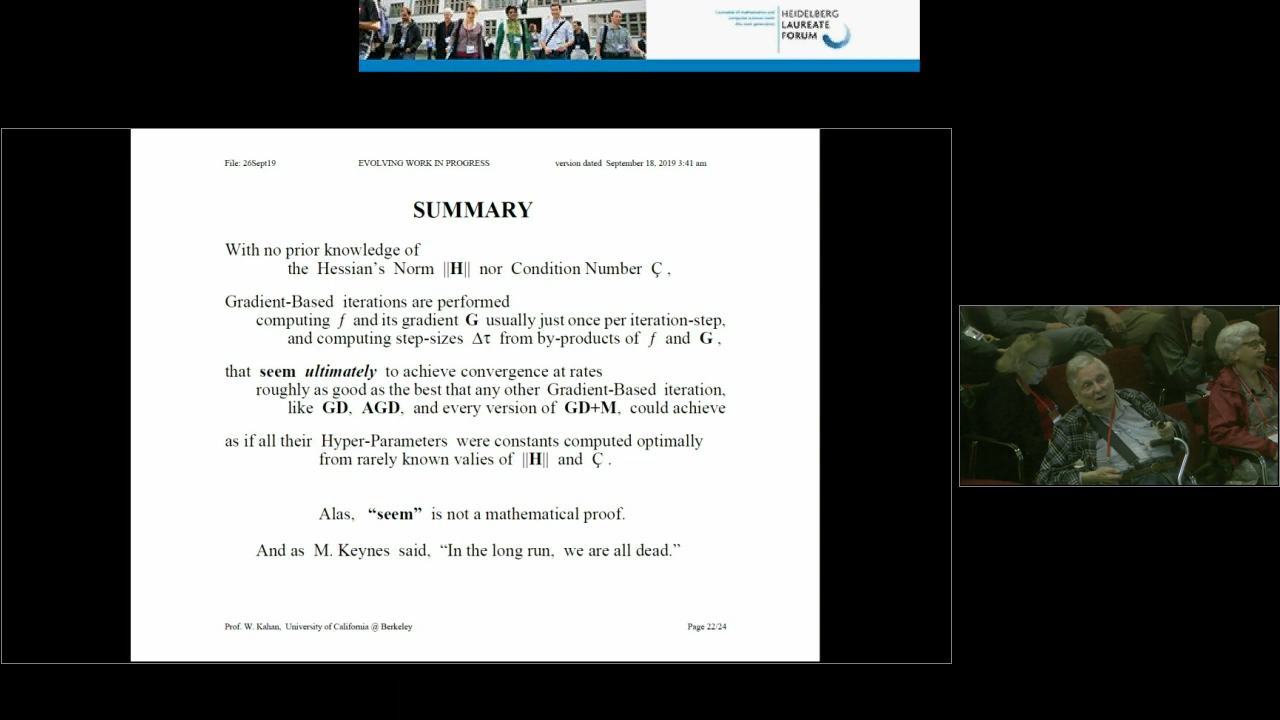 HEIDELBERG
LAUREATE
FORUM
File: 26Sept19 EVOLVING WORK IN PROGRESS version dated September 18, 2019 3:41 am
SUMMARY
With no prior knowledge of
the Hessian's Norm ||H|| nor Condition Number Ç ,
Gradient-Based iterations are performed
computing ƒ and its gradient G usually just once per iteration-step,
and computing step-sizes Δτ from by-products of ƒ and G ,
that seem ultimately to achieve convergence at rates
roughly as good as the best that any other Gradient-Based iteration,
like GD, AGD, and every version of GD+M, could achieve
as if all their Hyper-Parameters were constants computed optimally
from rarely known valies of ||H|| and Ç .
Alas, “seem” is not a mathematical proof.
And as M. Keynes said, “In the long run, we are all dead.”
Prof. W. Kahan, University of California @ Berkeley Page 22/24